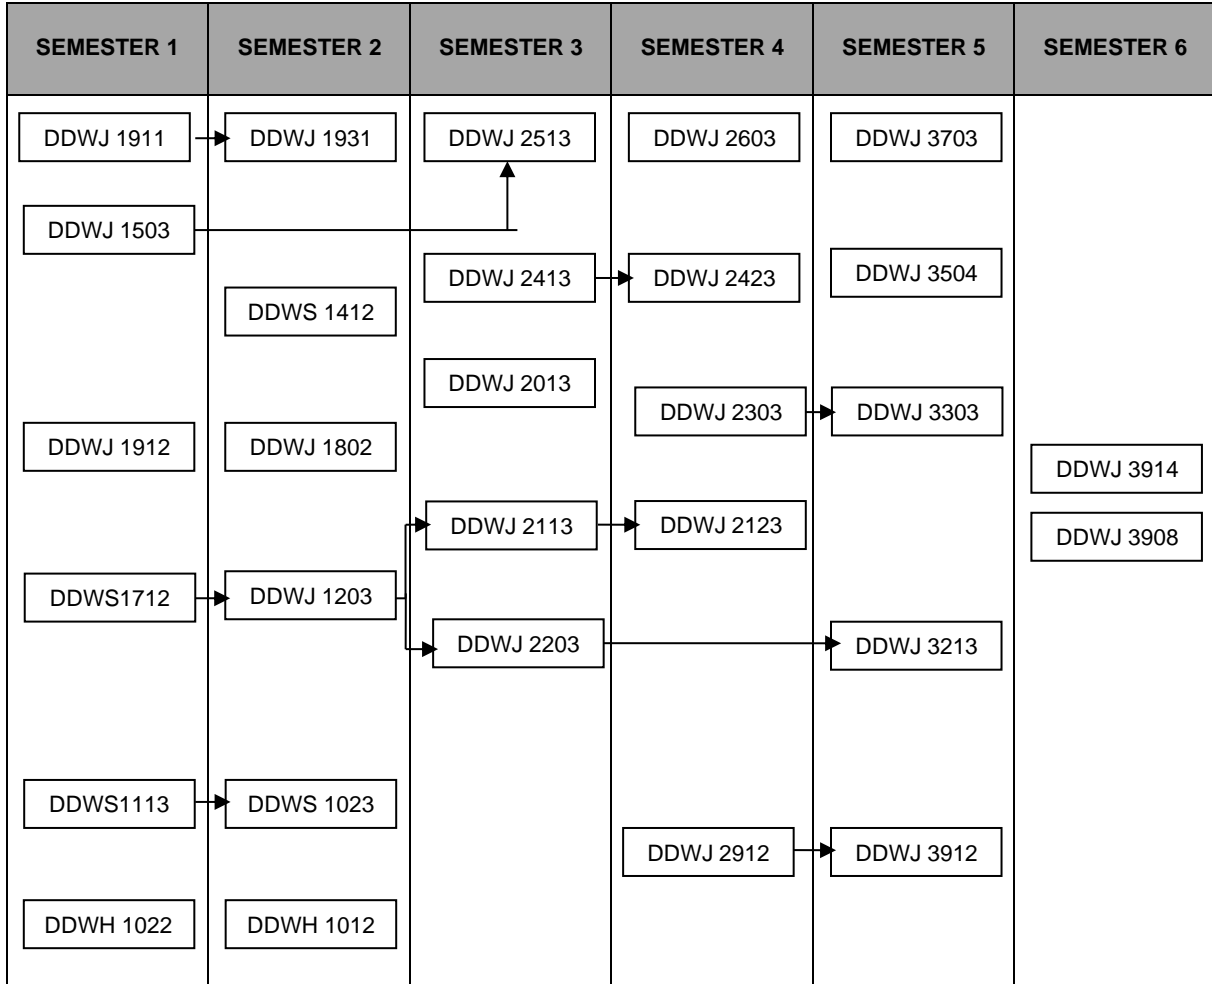 SEMESTER 1 SEMESTER 2 SEMESTER 3 SEMESTER 4 SEMESTER 5 SEMESTER 6
DDWJ 1911 DDWJ 1931 DDWJ 2513 DDWJ 2603 DDWJ 3703
DDWJ 1503
DDWJ 2413 DDWJ 2423 DDWJ 3504
DDWS 1412
DDWJ 2013
DDWJ 2303 DDWJ 3303
DDWJ 1912 DDWJ 1802
DDWJ 3914
DDWJ 2113 DDWJ 2123
DDWJ 3908
DDWS1712 DDWJ 1203
DDWJ 2203 DDWJ 3213
DDWS1113 DDWS 1023
DDWJ 2912 DDWJ 3912
DDWH 1022 DDWH 1012